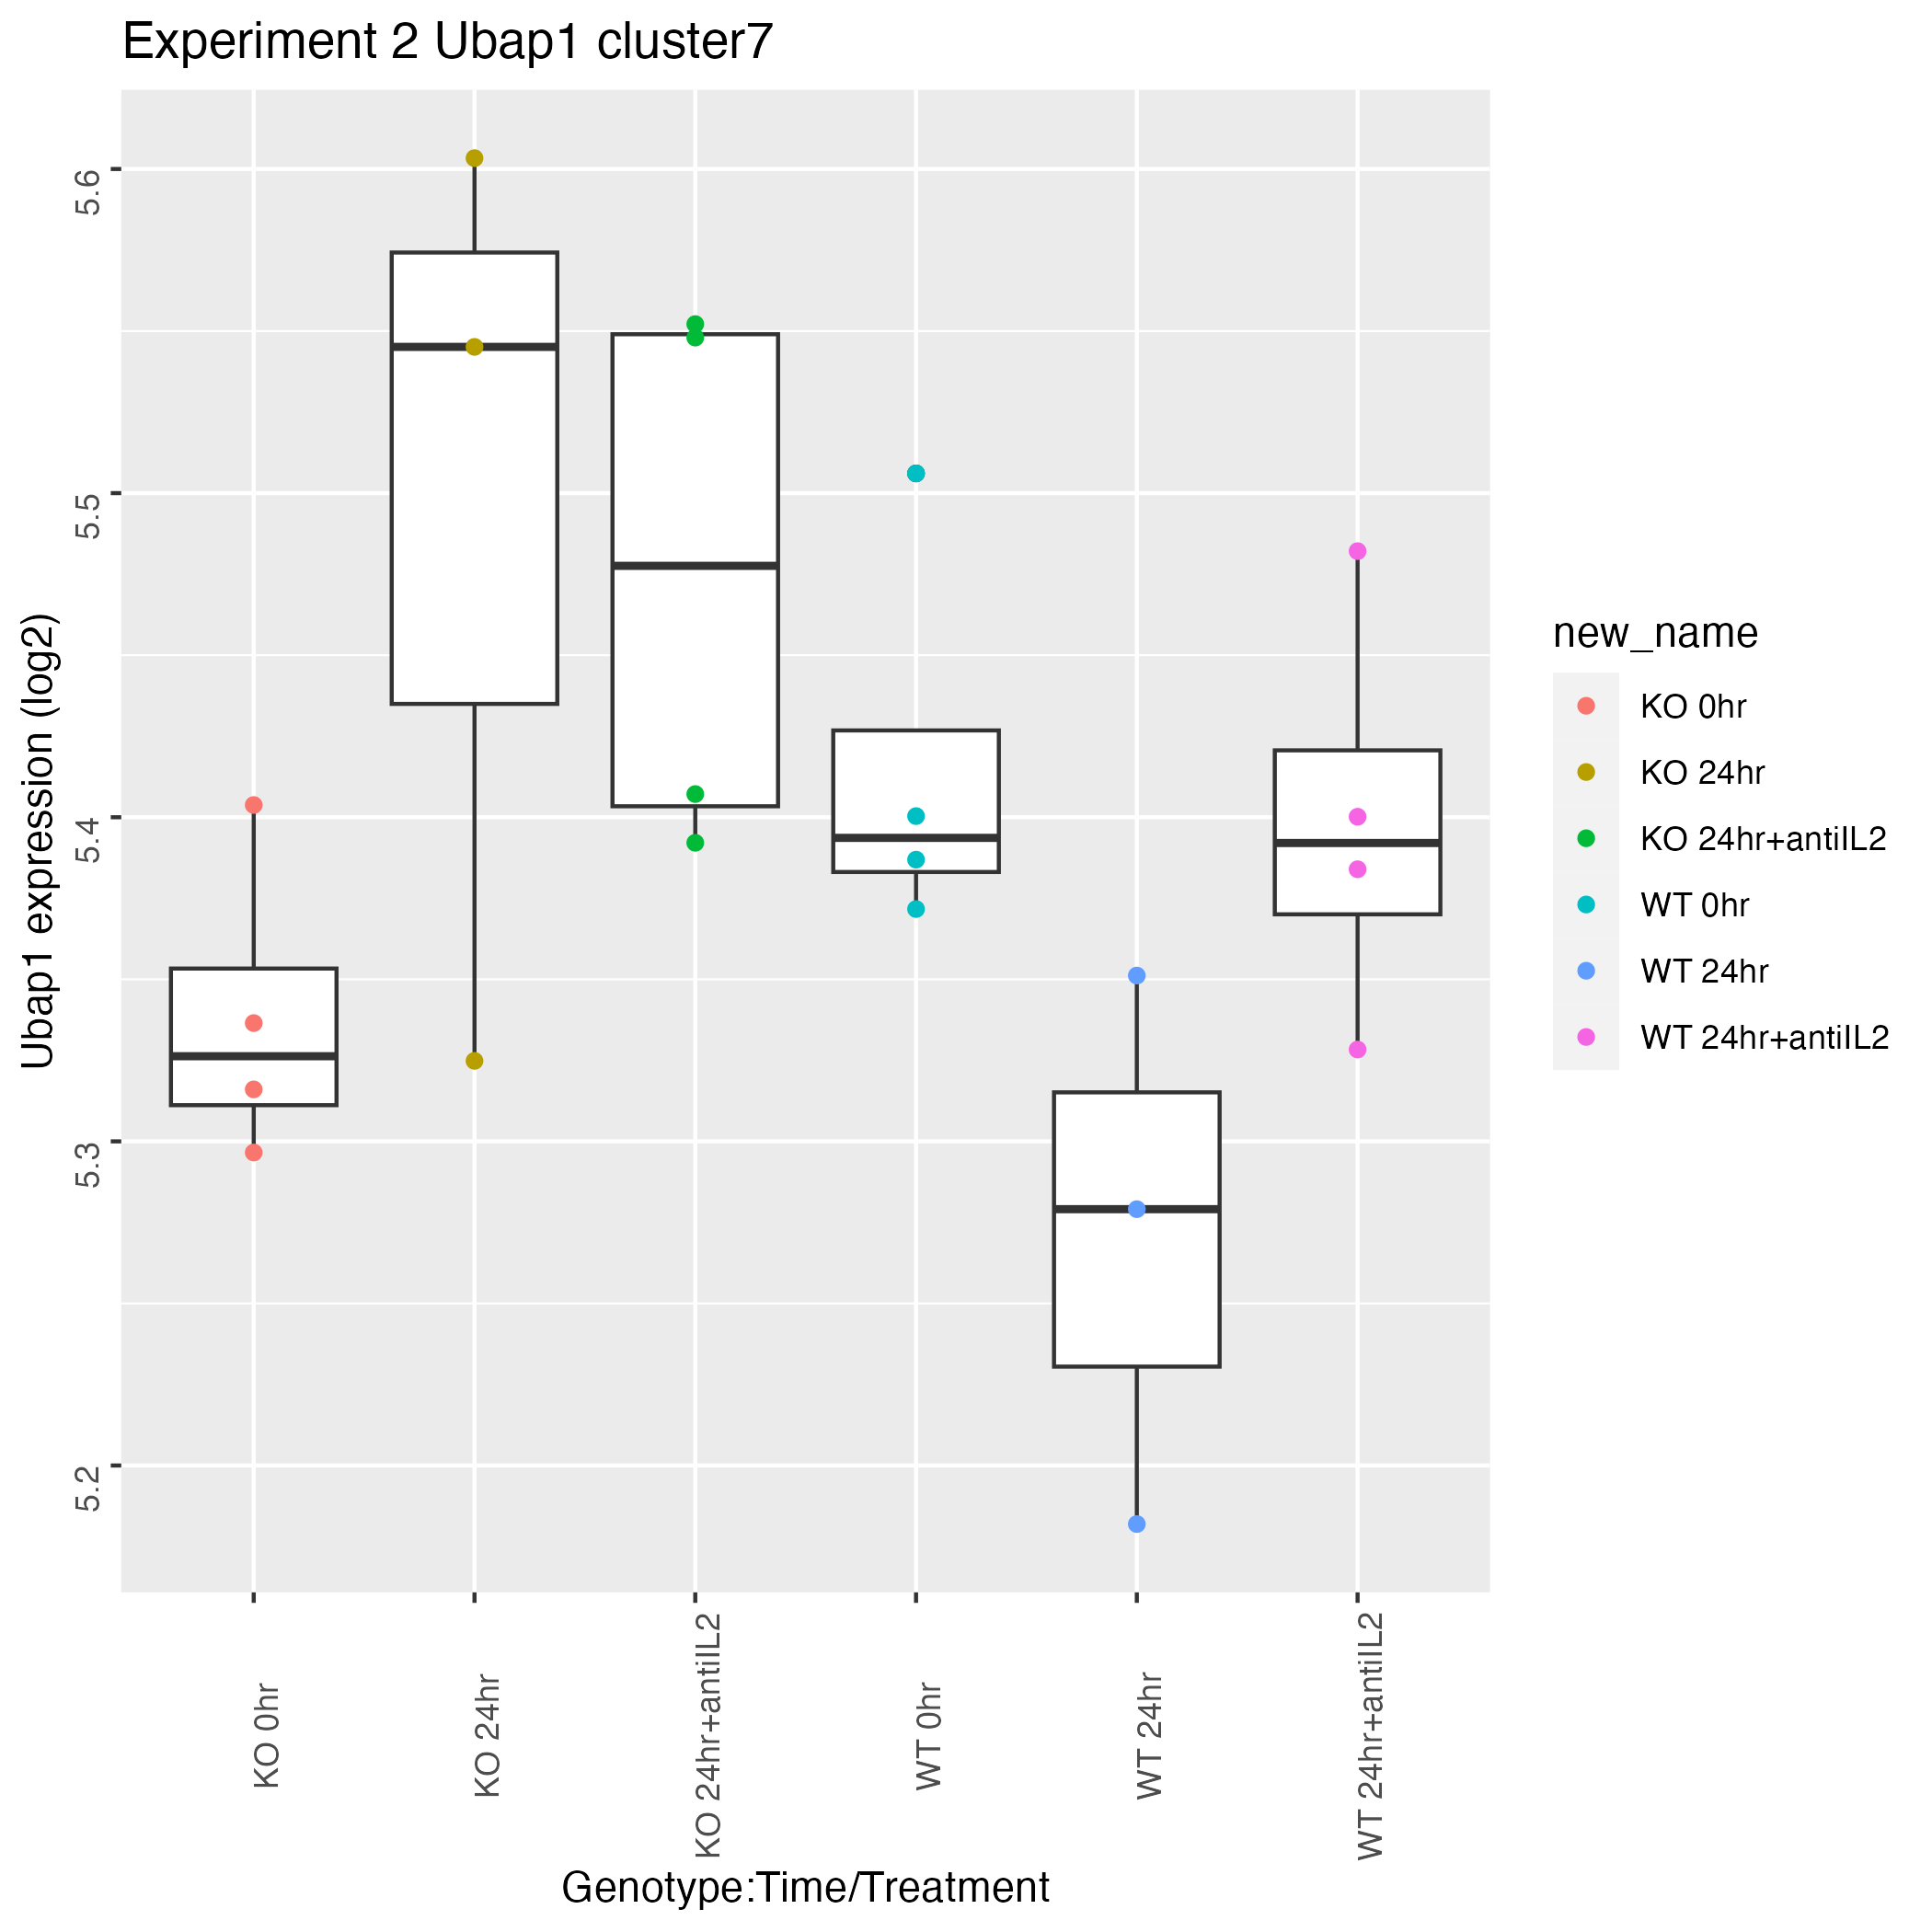 Experiment 2 Ubap1 cluster7
Ubap1 expression (log2)
5.6
5.5
5.4
5.3
5.2
KO 0hr
KO 24hr
KO 24hr+antiIL2
WT 0hr
WT 24hr
WT 24hr+antiIL2
Genotype:Time/Treatment
new_name
KO 0hr
KO 24hr
KO 24hr+antiIL2
WT 0hr
WT 24hr
WT 24hr+antiIL2